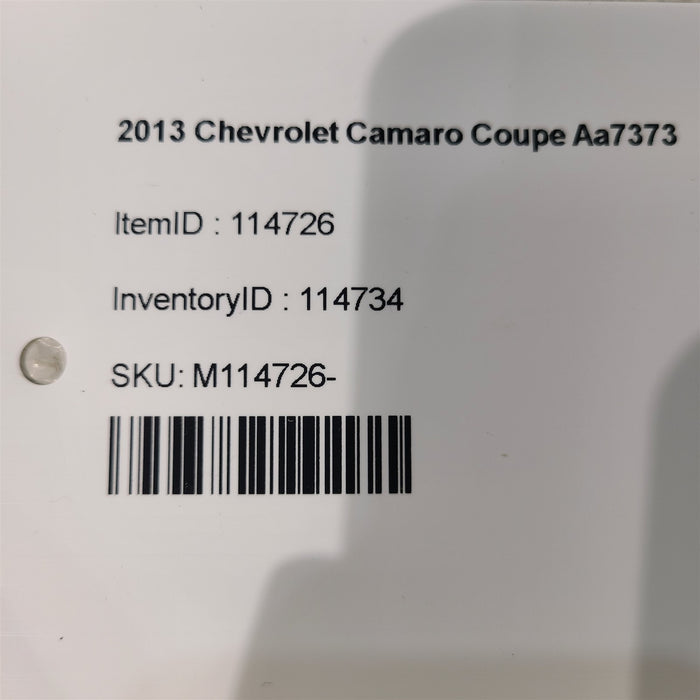 2013 Chevrolet Camaro Coupe Aa7373
ItemID : 114726
InventoryID : 114734
SKU: M114726-